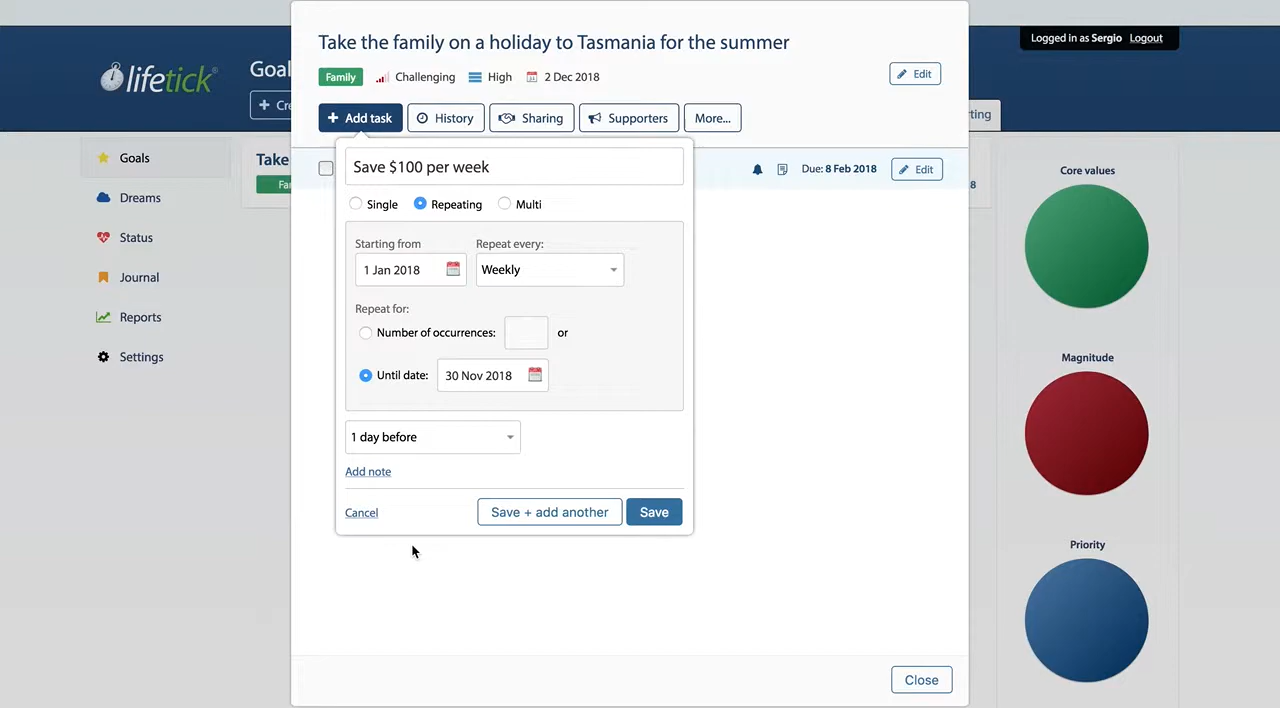 Take the family on a holiday to Tasmania for the summer
Family Challenging High 2 Dec 2018 Edit
Logged in as Sergio Logout
lifetick®
Goal
+ Cre
+ Add task History Sharing Supporters More...
ting
Goals
Dreams
Status
Journal
Reports
Settings
Take
Fa
Save $100 per week
Due: 8 Feb 2018 Edit
8
Single Repeating Multi
Starting from Repeat every:
1 Jan 2018 Weekly
Repeat for:
Number of occurrences: or
Until date: 30 Nov 2018
1 day before
Add note
Cancel Save + add another Save
Close
Core values
Magnitude
Priority